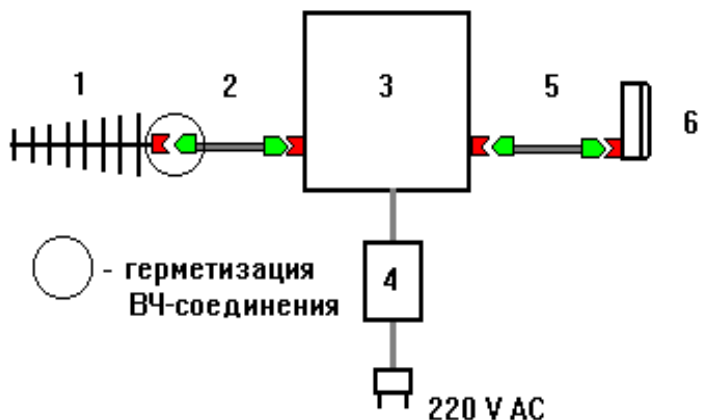 1 2 3 5 6
- герметизация
ВЧ-соединения
4
220 V AC